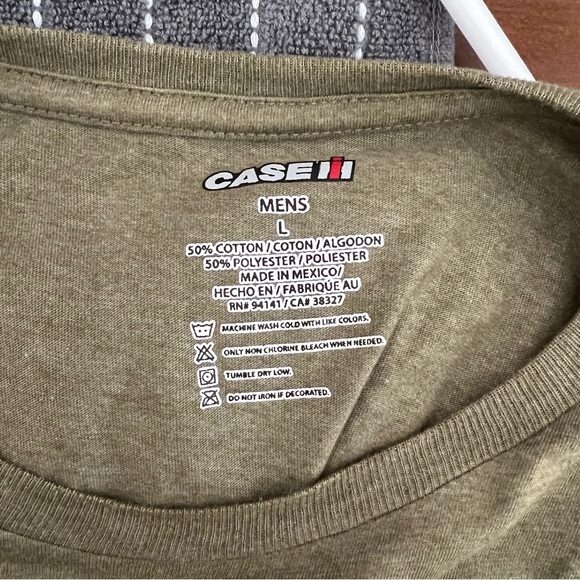 CASE IH
MENS
L
50% COTTON / COTON / ALGODON
50% POLYESTER / POLIESTER
MADE IN MEXICO/
HECHO EN / FABRIQUE AU
RN# 94141 / CA# 38327
MACHINE WASH COLD WITH LIKE COLORS.
ONLY NON CHLORINE BLEACH WHEN NEEDED.
TUMBLE DRY LOW.
DO NOT IRON IF DECORATED.